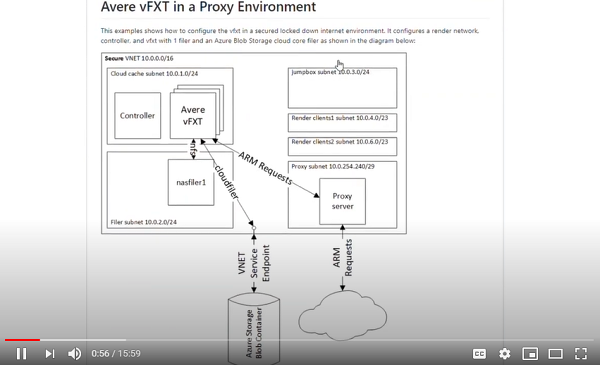 Avere vFXT in a Proxy Environment
This examples shows how to configure the vfxt in a secured locked down internet environment. It configures a render network,
controller, and vfxt with 1 filer and an Azure Blob Storage cloud core filer as shown in the diagram below:
Secure VNET 10.0.0.0/16
Cloud cache subnet 10.0.1.0/24
Controller
Avere
vFXT
nfs
nasfiler1
Filer subnet 10.0.2.0/24
cloudfiler
ARM Requests
Jumpbox subnet 10.0.3.0/24
Render clients1 subnet 10.0.4.0/23
Render clients2 subnet 10.0.6.0/23
Proxy subnet 10.0.254.240/29
Proxy
server
VNET
Service
Endpoint
ARM
Requests
Azure Storage
Blob Container
0:56 / 15:59
CC
HD